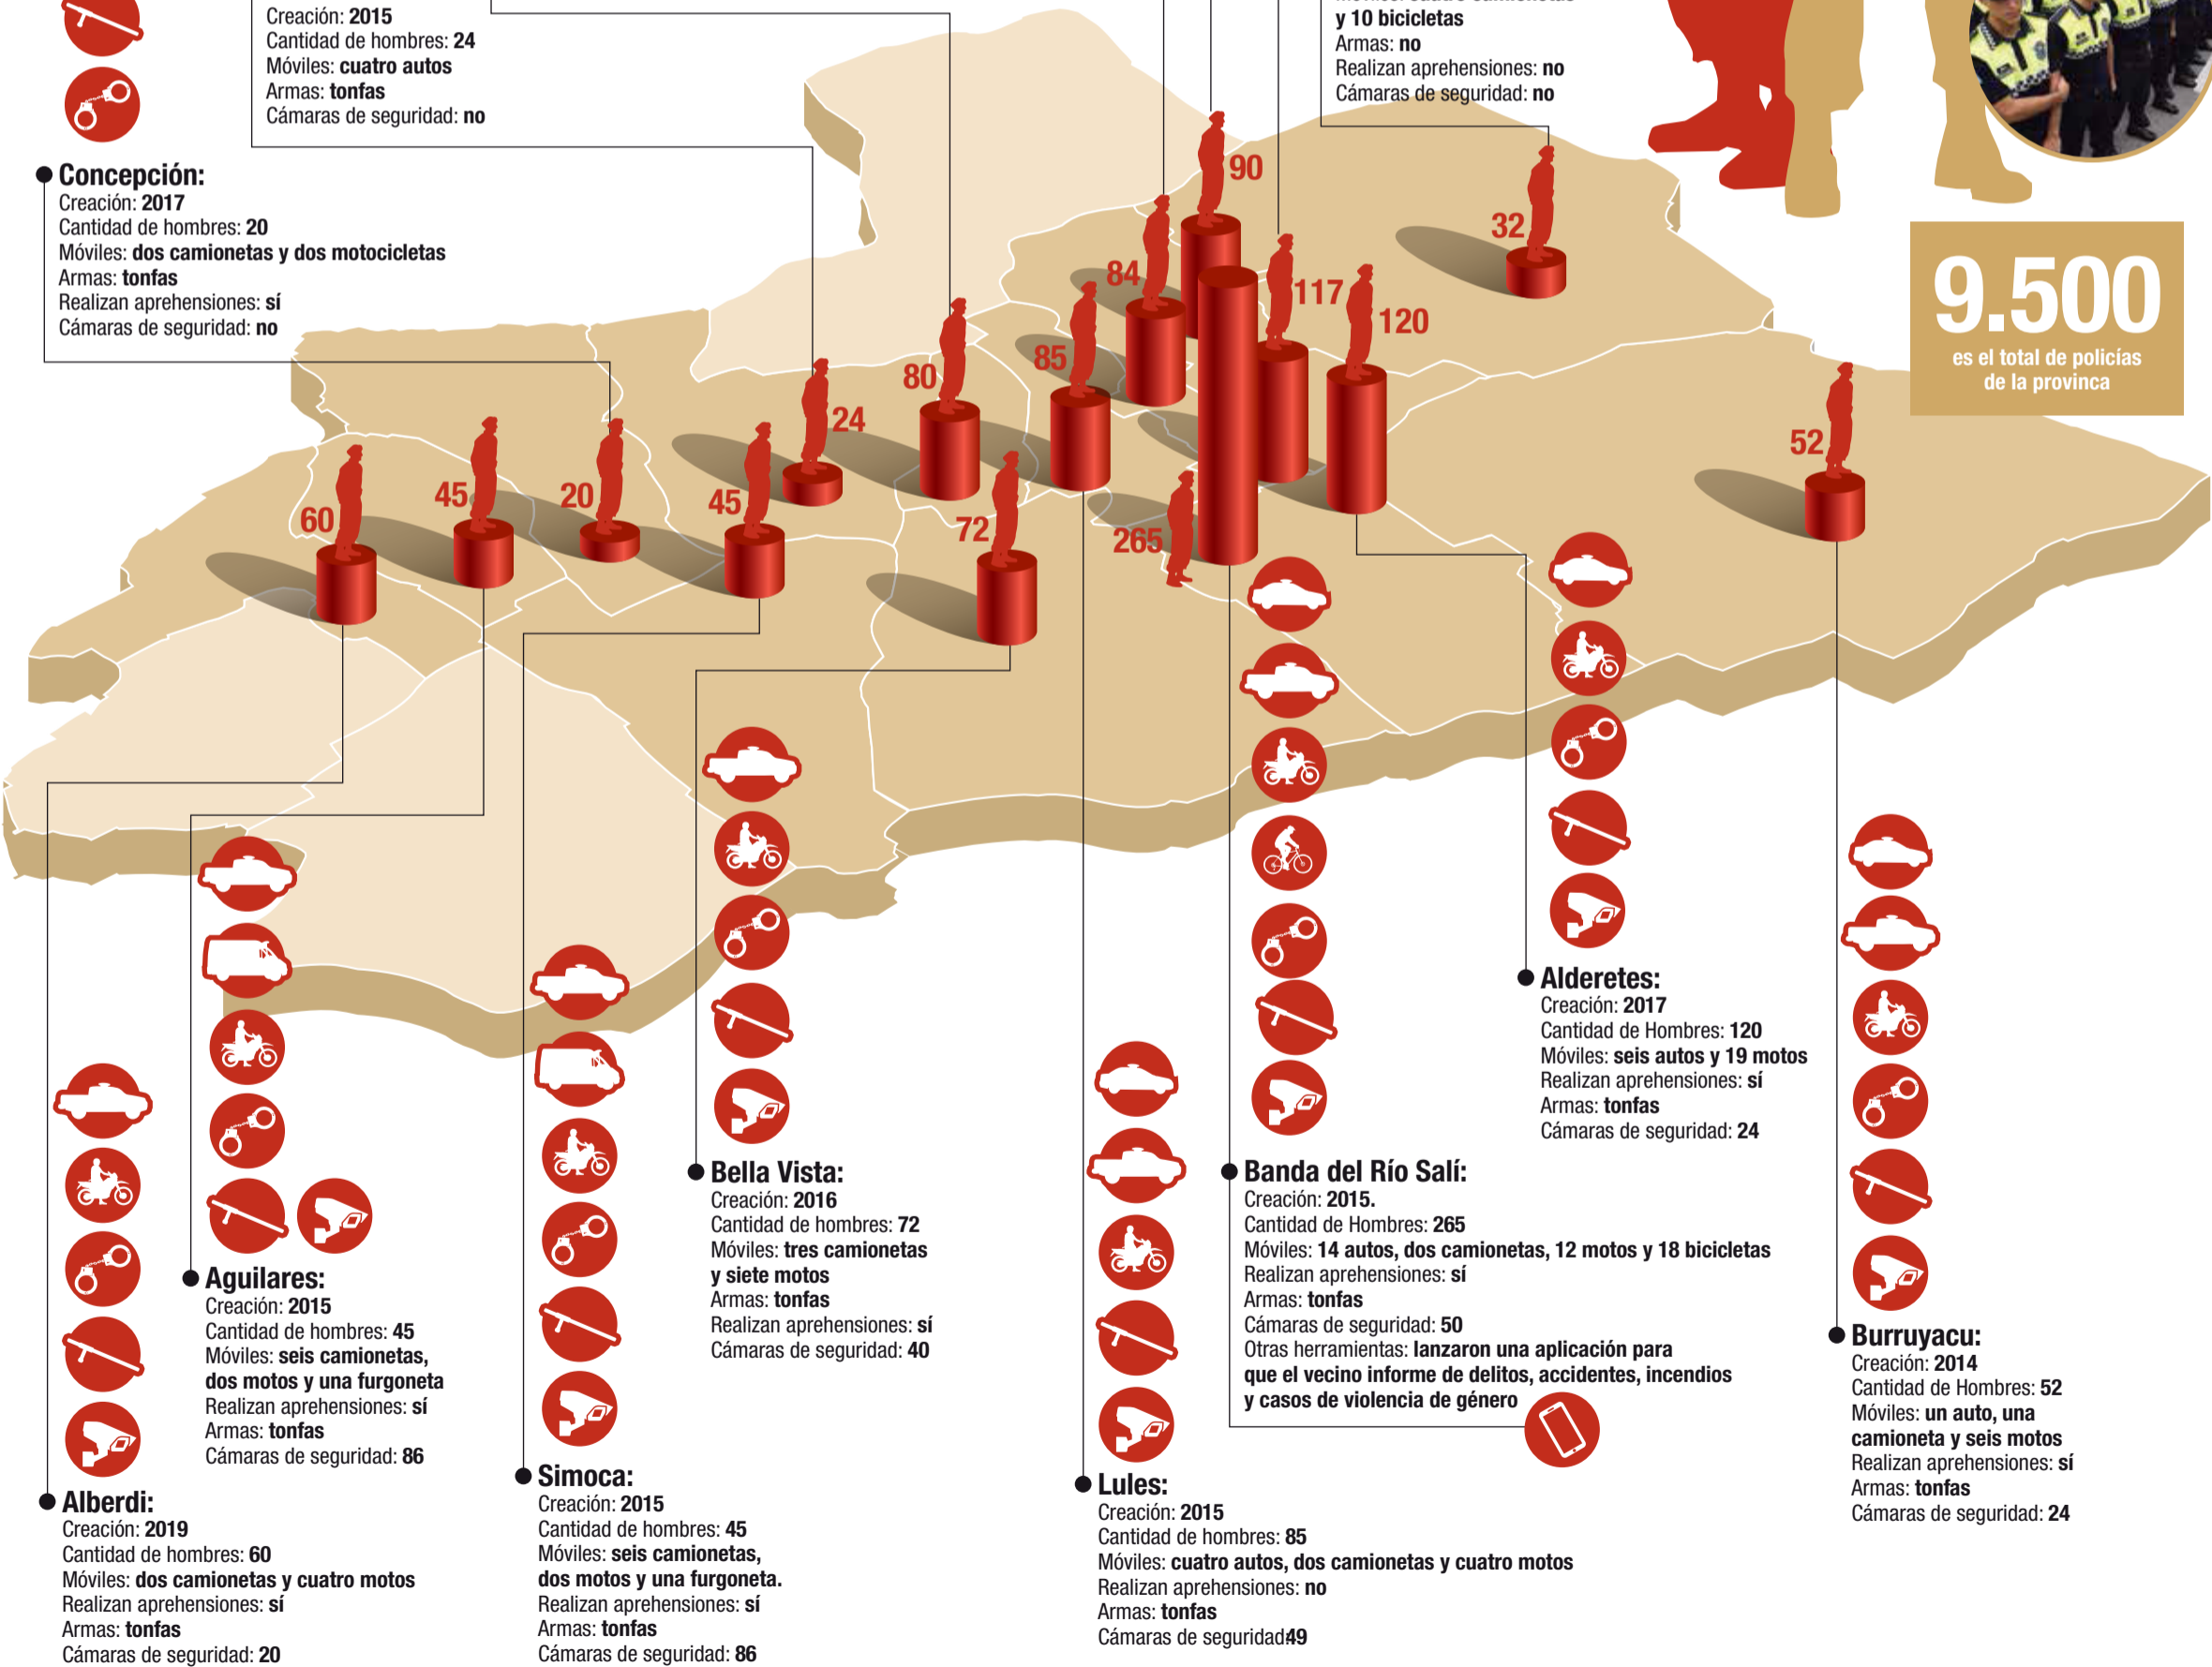 Creación: 2015
Cantidad de hombres: 24
Móviles: cuatro autos
Armas: tonfas
Cámaras de seguridad: no
y 10 bicicletas
Armas: no
Realizan aprehensiones: no
Cámaras de seguridad: no
Concepción:
Creación: 2017
Cantidad de hombres: 20
Móviles: dos camionetas y dos motocicletas
Armas: tonfas
Realizan aprehensiones: sí
Cámaras de seguridad: no
90
32
84
117
120
85
80
24
52
45
20
45
60
72
265
9.500
es el total de policías
de la provinca
Alderetes:
Creación: 2017
Cantidad de Hombres: 120
Móviles: seis autos y 19 motos
Realizan aprehensiones: sí
Armas: tonfas
Cámaras de seguridad: 24
Bella Vista:
Creación: 2016
Cantidad de hombres: 72
Móviles: tres camionetas
y siete motos
Armas: tonfas
Realizan aprehensiones: sí
Cámaras de seguridad: 40
Banda del Río Salí:
Creación: 2015.
Cantidad de Hombres: 265
Móviles: 14 autos, dos camionetas, 12 motos y 18 bicicletas
Realizan aprehensiones: sí
Armas: tonfas
Cámaras de seguridad: 50
Otras herramientas: lanzaron una aplicación para
que el vecino informe de delitos, accidentes, incendios
y casos de violencia de género
Aguilares:
Creación: 2015
Cantidad de hombres: 45
Móviles: seis camionetas,
dos motos y una furgoneta
Realizan aprehensiones: sí
Armas: tonfas
Cámaras de seguridad: 86
Burruyacu:
Creación: 2014
Cantidad de Hombres: 52
Móviles: un auto, una
camioneta y seis motos
Realizan aprehensiones: sí
Armas: tonfas
Cámaras de seguridad: 24
Alberdi:
Creación: 2019
Cantidad de hombres: 60
Móviles: dos camionetas y cuatro motos
Realizan aprehensiones: sí
Armas: tonfas
Cámaras de seguridad: 20
Simoca:
Creación: 2015
Cantidad de hombres: 45
Móviles: seis camionetas,
dos motos y una furgoneta.
Realizan aprehensiones: sí
Armas: tonfas
Cámaras de seguridad: 86
Lules:
Creación: 2015
Cantidad de hombres: 85
Móviles: cuatro autos, dos camionetas y cuatro motos
Realizan aprehensiones: no
Armas: tonfas
Cámaras de seguridad:49